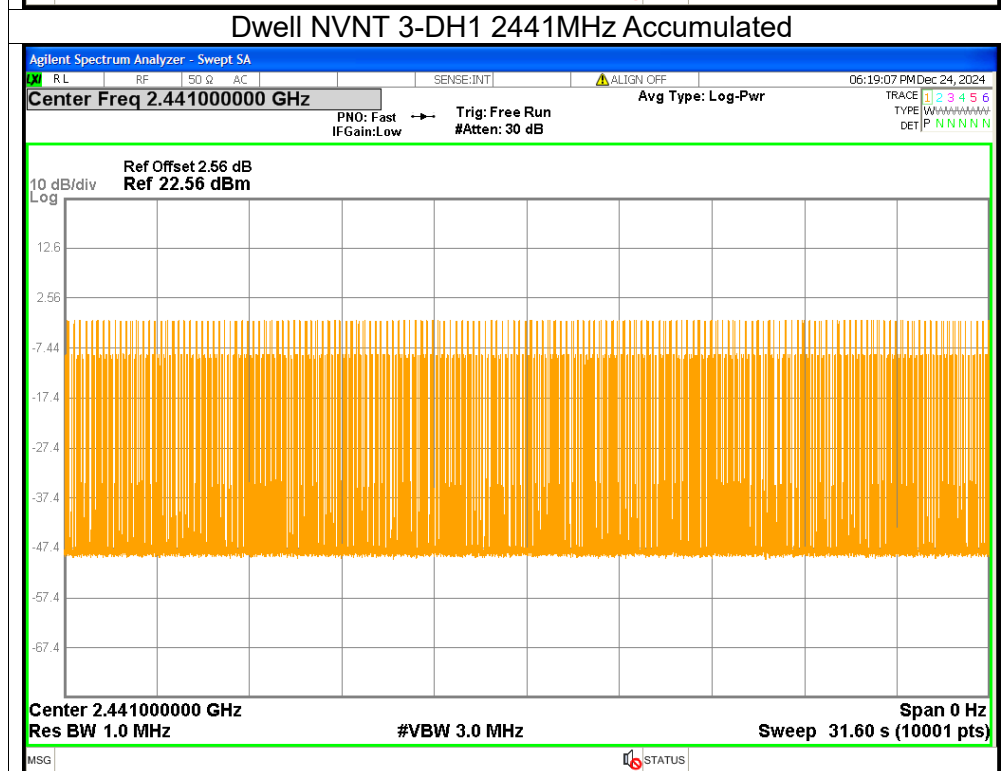 Dwell NVNT 3-DH1 2441MHz Accumulated
Agilent Spectrum Analyzer - Swept SA
LXI RL RF 50 Ω AC SENSE:INT ALIGN OFF 06:19:07 PM Dec 24, 2024
Center Freq 2.441000000 GHz Avg Type: Log-Pwr TRACE 1 2 3 4 5 6
PNO: Fast Trig: Free Run TYPE WWWWWW
IFGain:Low #Atten: 30 dB DET P N N N N N
Ref Offset 2.56 dB
10 dB/div Ref 22.56 dBm
Log
12.6
2.56
-7.44
-17.4
-27.4
-37.4
-47.4
-57.4
-67.4
Center 2.441000000 GHz Span 0 Hz
Res BW 1.0 MHz #VBW 3.0 MHz Sweep 31.60 s (10001 pts)
MSG STATUS